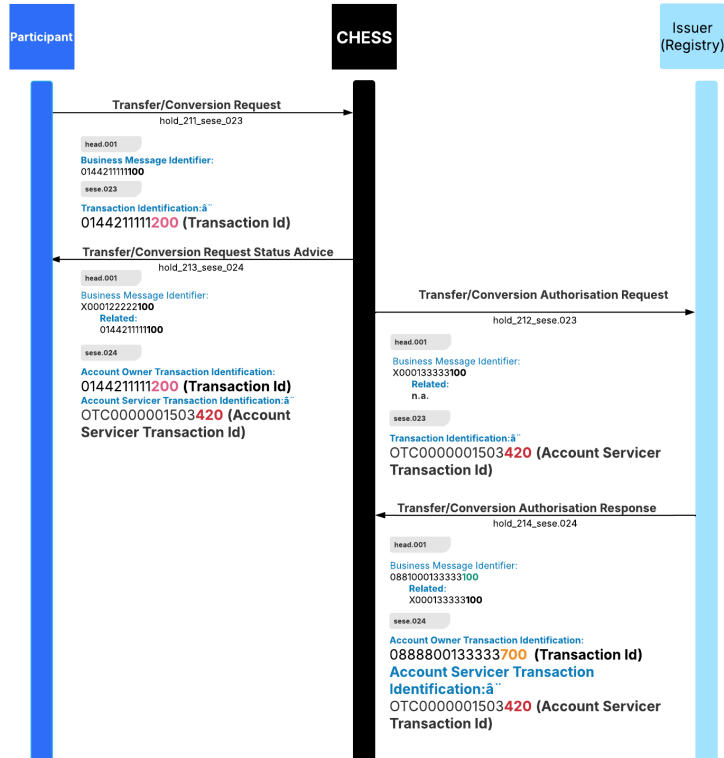 Participant
CHESS
Issuer
(Registry)
Transfer/Conversion Request
hold_211_sese_023
head.001
Business Message Identifier:
0144211111100
sese.023
Transaction Identification:â¨
0144211111200 (Transaction Id)
Transfer/Conversion Request Status Advice
hold_213_sese_024
head.001
Business Message Identifier:
X000122222100
Related:
0144211111100
sese.024
Account Owner Transaction Identification:
0144211111200 (Transaction Id)
Account Servicer Transaction Identification:â¨
OTC0000001503420 (Account
Servicer Transaction Id)
Transfer/Conversion Authorisation Request
hold_212_sese.023
head.001
Business Message Identifier:
X000133333100
Related:
n.a.
sese.023
Transaction Identification:â¨
OTC0000001503420 (Account Servicer
Transaction Id)
Transfer/Conversion Authorisation Response
hold_214_sese.024
head.001
Business Message Identifier:
0881000133333100
Related:
X000133333100
sese.024
Account Owner Transaction Identification:
0888800133333700 (Transaction Id)
Account Servicer Transaction
Identification:â¨
OTC0000001503420 (Account Servicer
Transaction Id)